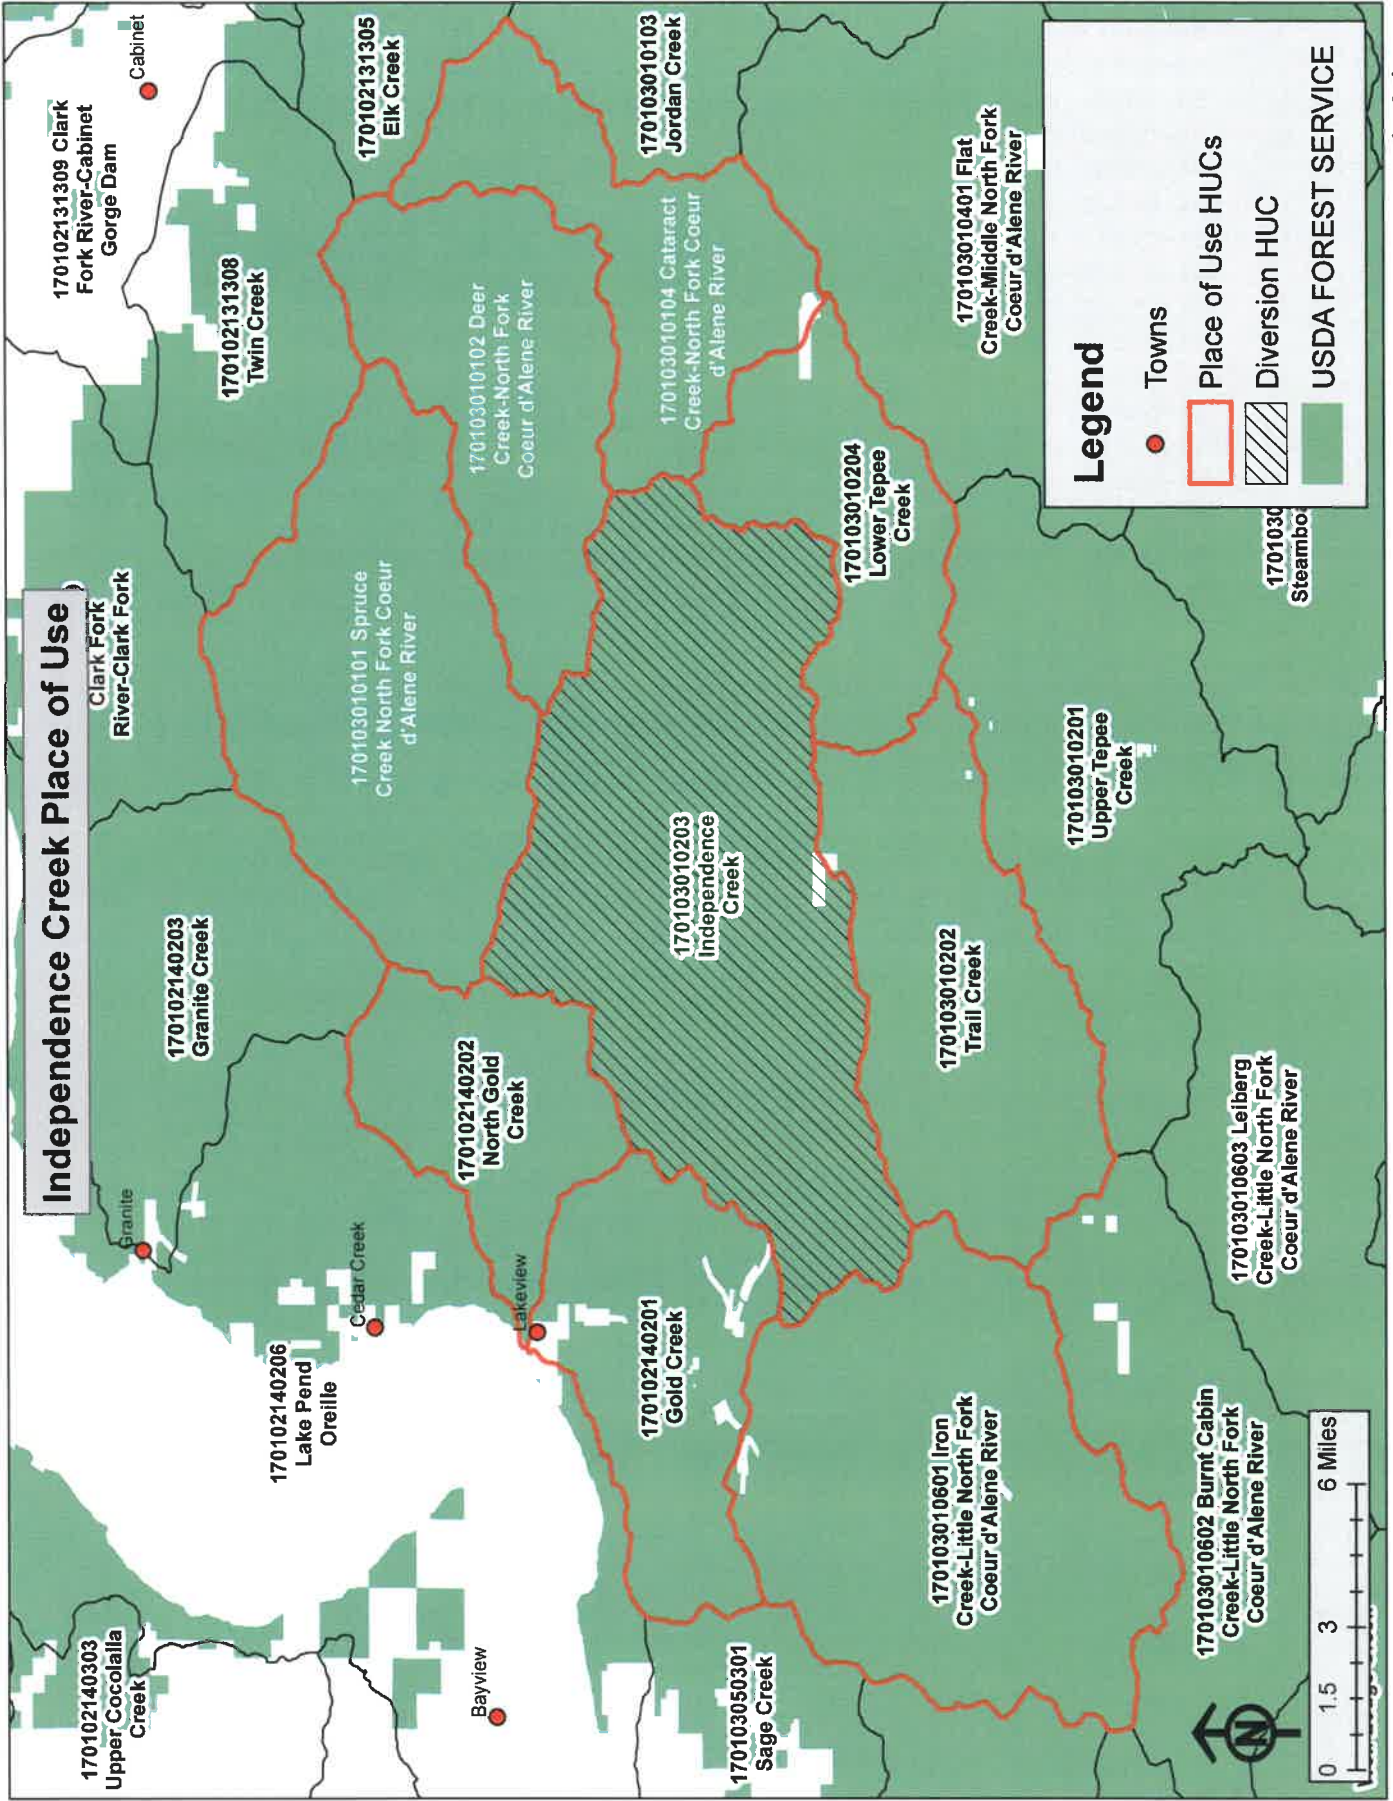 Independence Creek Place of Use
170102131309 Clark
Fork River-Cabinet
Gorge Dam
Cabinet
Clark Fork
River-Clark Fork
170102131308
Twin Creek
170102131305
Elk Creek
170102140203
Granite Creek
Granite
170102140303
Upper Cocolalla
Creek
170102140206
Lake Pend
Oreille
Cedar Creek
170103010101 Spruce
Creek North Fork Coeur
d'Alene River
170103010102 Deer
Creek-North Fork
Coeur d'Alene River
170103010103
Jordan Creek
170102140202
North Gold
Creek
Lakeview
Bayview
170103010104 Cataract
Creek-North Fork Coeur
d'Alene River
170103010203
Independence
Creek
170102140201
Gold Creek
170103050301
Sage Creek
170103010204
Lower Tepee
Creek
170103010202
Trail Creek
170103010401 Flat
Creek-Middle North Fork
Coeur d'Alene River
170103010601 Iron
Creek-Little North Fork
Coeur d'Alene River
170103010201
Upper Tepee
Creek
170103010602 Burnt Cabin
Creek-Little North Fork
Coeur d'Alene River
170103010603 Leiberg
Creek-Little North Fork
Coeur d'Alene River
1701030
Steamboa
Legend
Towns
Place of Use HUCs
Diversion HUC
USDA FOREST SERVICE
N
0 1.5 3 6 Miles